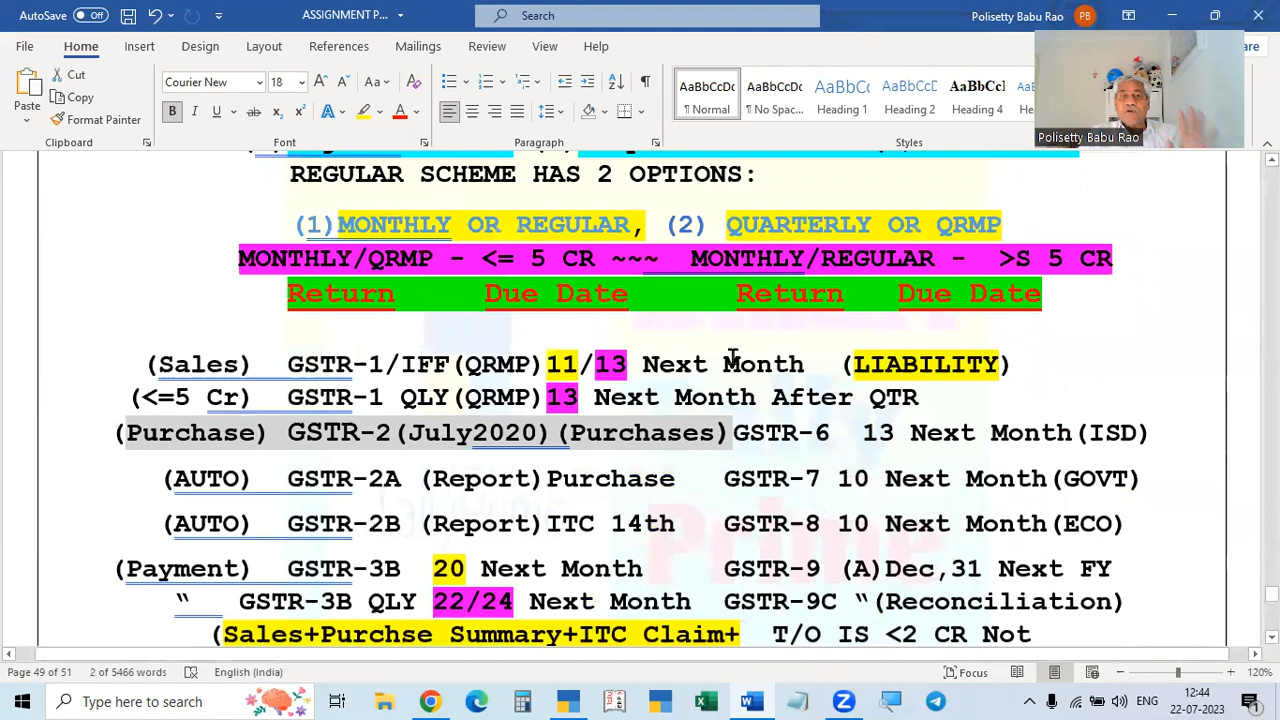 AutoSave Off ASSIGNMENT P... Search Polisetty Babu Rao PB
File Home Insert Design Layout References Mailings Review View Help
Paste Cut Copy Format Painter Courier New 18 AaBbCcDd AaBbCcDd AaBbC AaBbCc AaBbCc
B I U ab x₂ x² Normal No Spac... Heading 1 Heading 2 Heading 4
Clipboard Font Paragraph Styles
Polisetty Babu Rao
REGULAR SCHEME HAS 2 OPTIONS:
(1)MONTHLY OR REGULAR, (2) QUARTERLY OR QRMP
MONTHLY/QRMP - <= 5 CR ~~~ MONTHLY/REGULAR - >S 5 CR
Return Due Date Return Due Date
(Sales) GSTR-1/IFF(QRMP)11/13 Next Month (LIABILITY)
(<=5 Cr) GSTR-1 QLY(QRMP)13 Next Month After QTR
(Purchase) GSTR-2(July2020)(Purchases)GSTR-6 13 Next Month(ISD)
(AUTO) GSTR-2A (Report)Purchase GSTR-7 10 Next Month(GOVT)
(AUTO) GSTR-2B (Report)ITC 14th GSTR-8 10 Next Month(ECO)
(Payment) GSTR-3B 20 Next Month GSTR-9 (A)Dec,31 Next FY
“ GSTR-3B QLY 22/24 Next Month GSTR-9C “(Reconciliation)
(Sales+Purchse Summary+ITC Claim+ T/O IS <2 CR Not
Page 49 of 51 2 of 5466 words English (India) Focus 100%
Type here to search ENG 12:44
22-07-2023